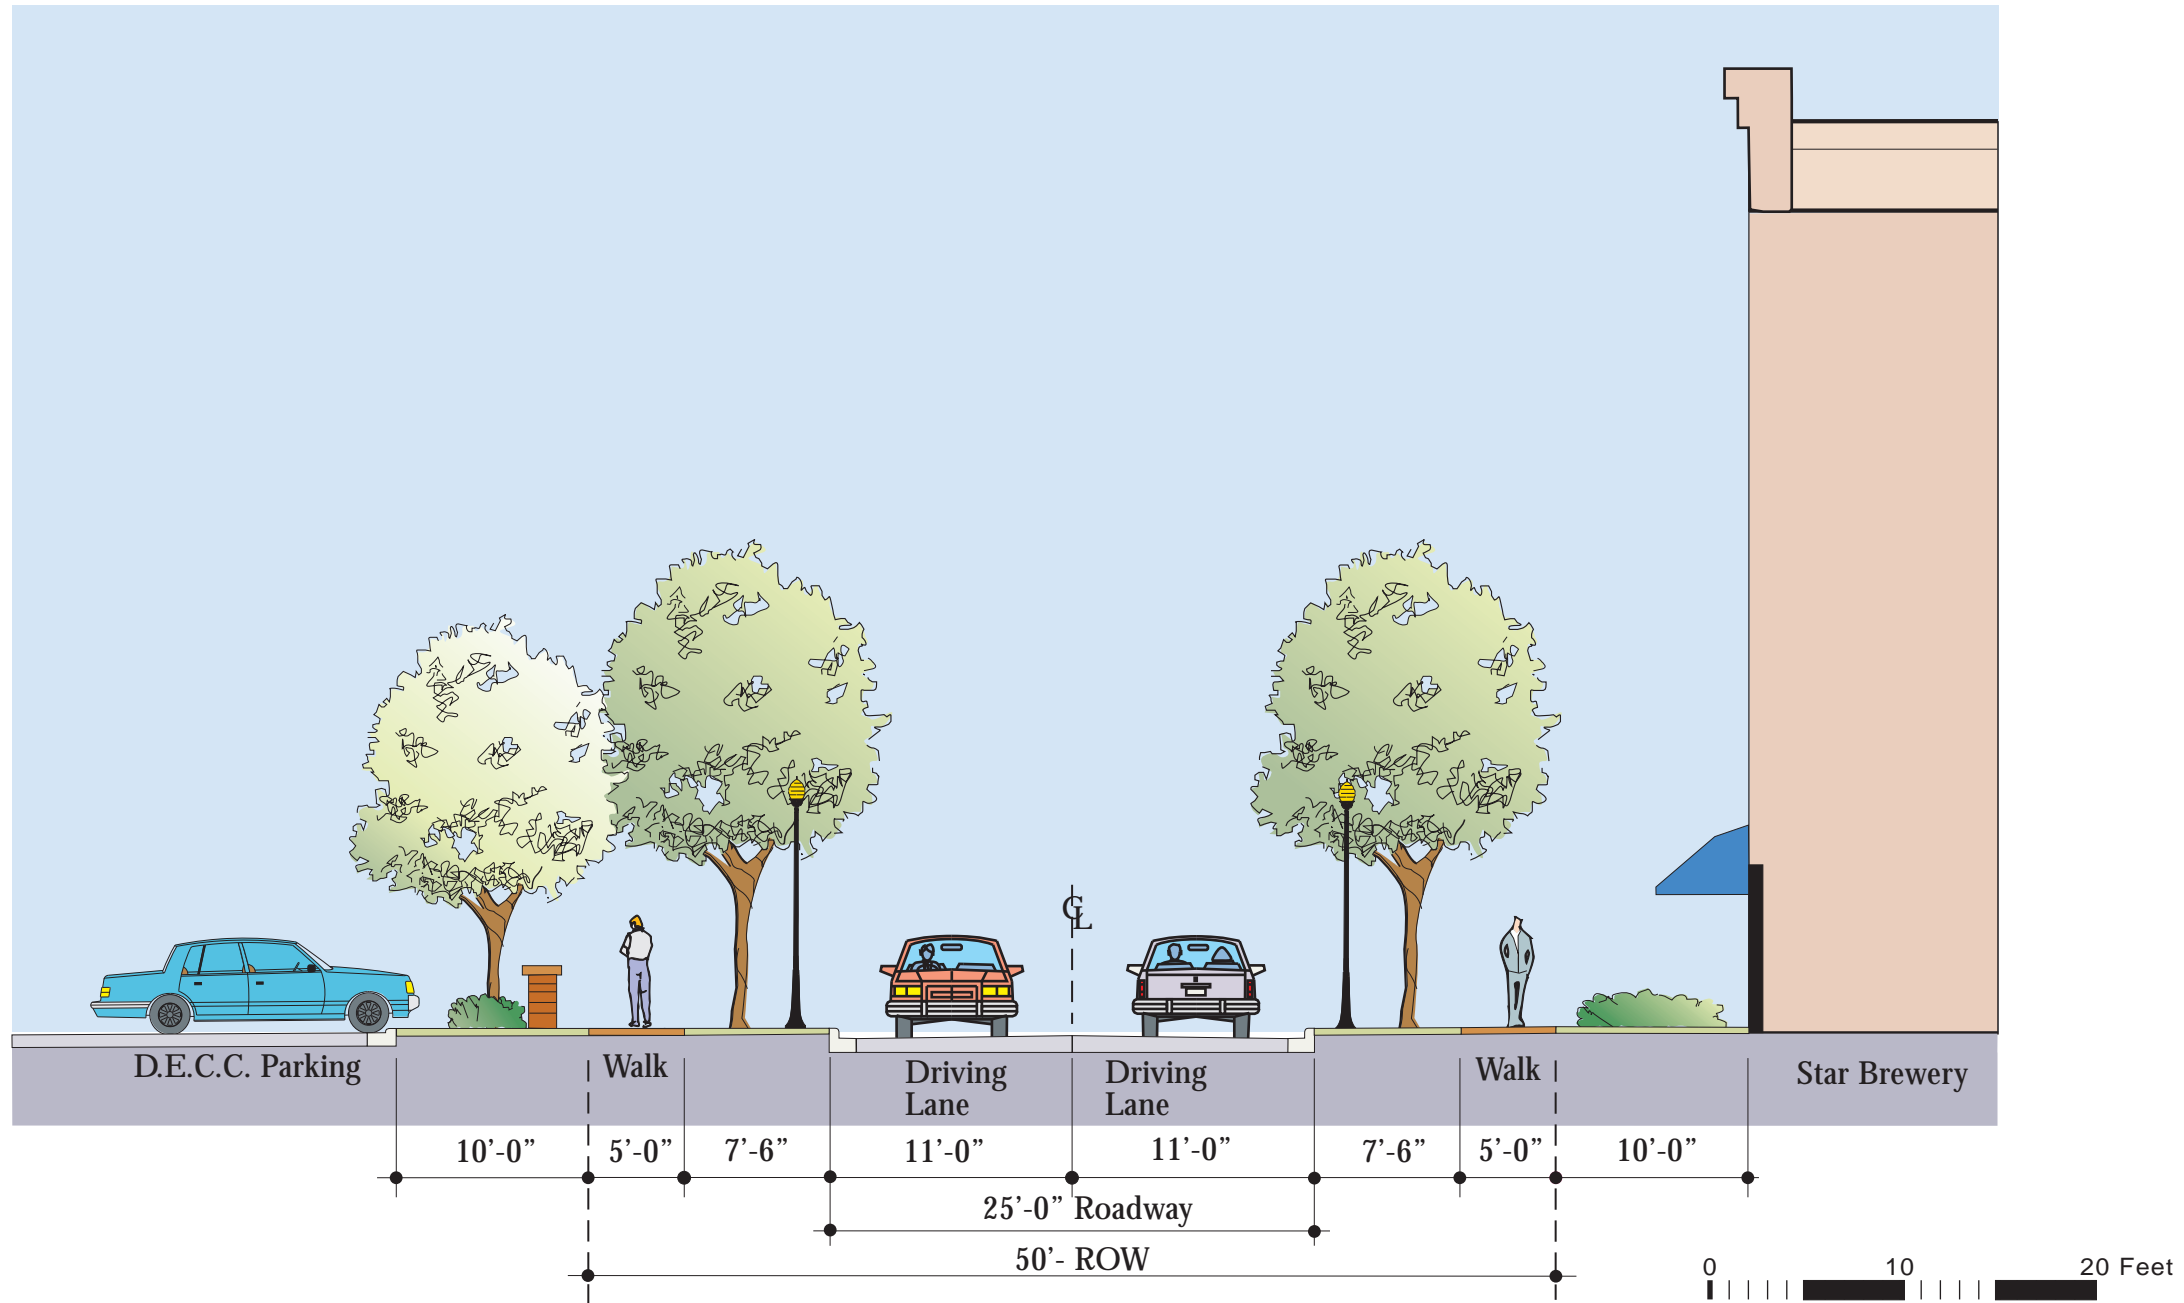 ℄
D.E.C.C. Parking
Walk
Driving
Lane
Driving
Lane
Walk
Star Brewery
10'-0”
5'-0”
7'-6”
11'-0”
11'-0”
7'-6”
5'-0”
10'-0”
25'-0” Roadway
50'- ROW
0 10 20 Feet